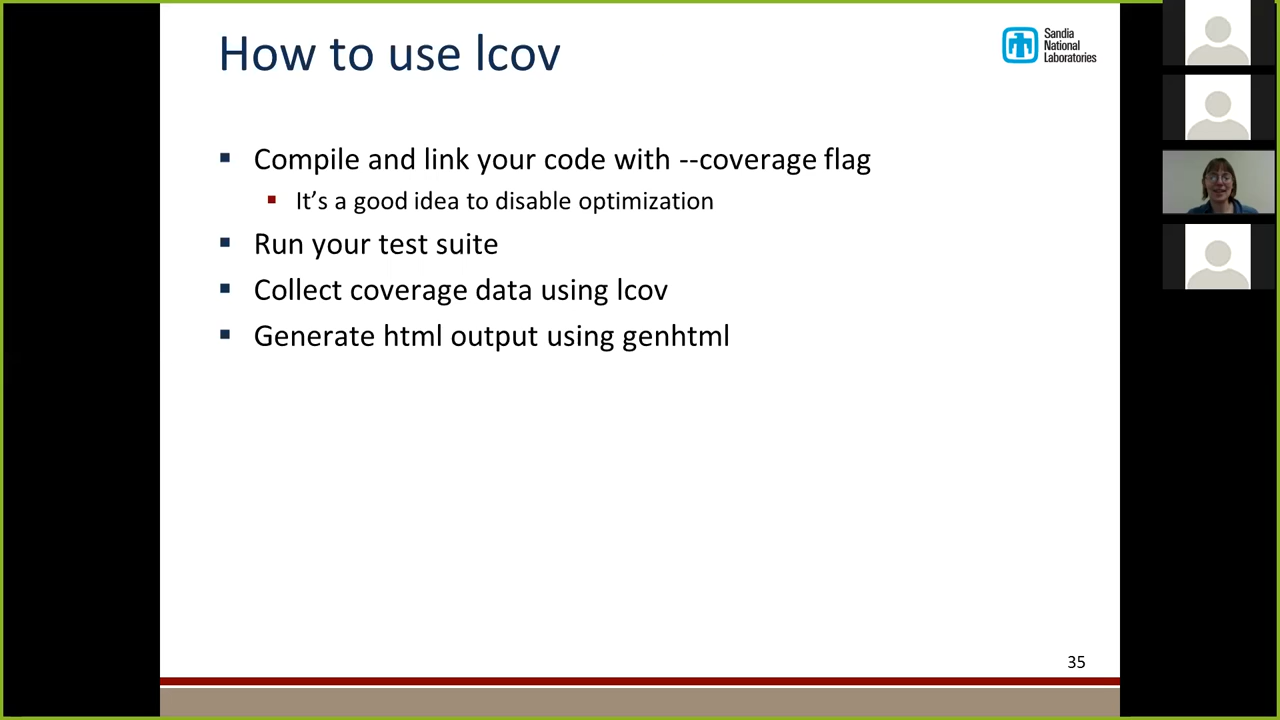 How to use lcov
Sandia
National
Laboratories
Compile and link your code with --coverage flag
It’s a good idea to disable optimization
Run your test suite
Collect coverage data using lcov
Generate html output using genhtml
35